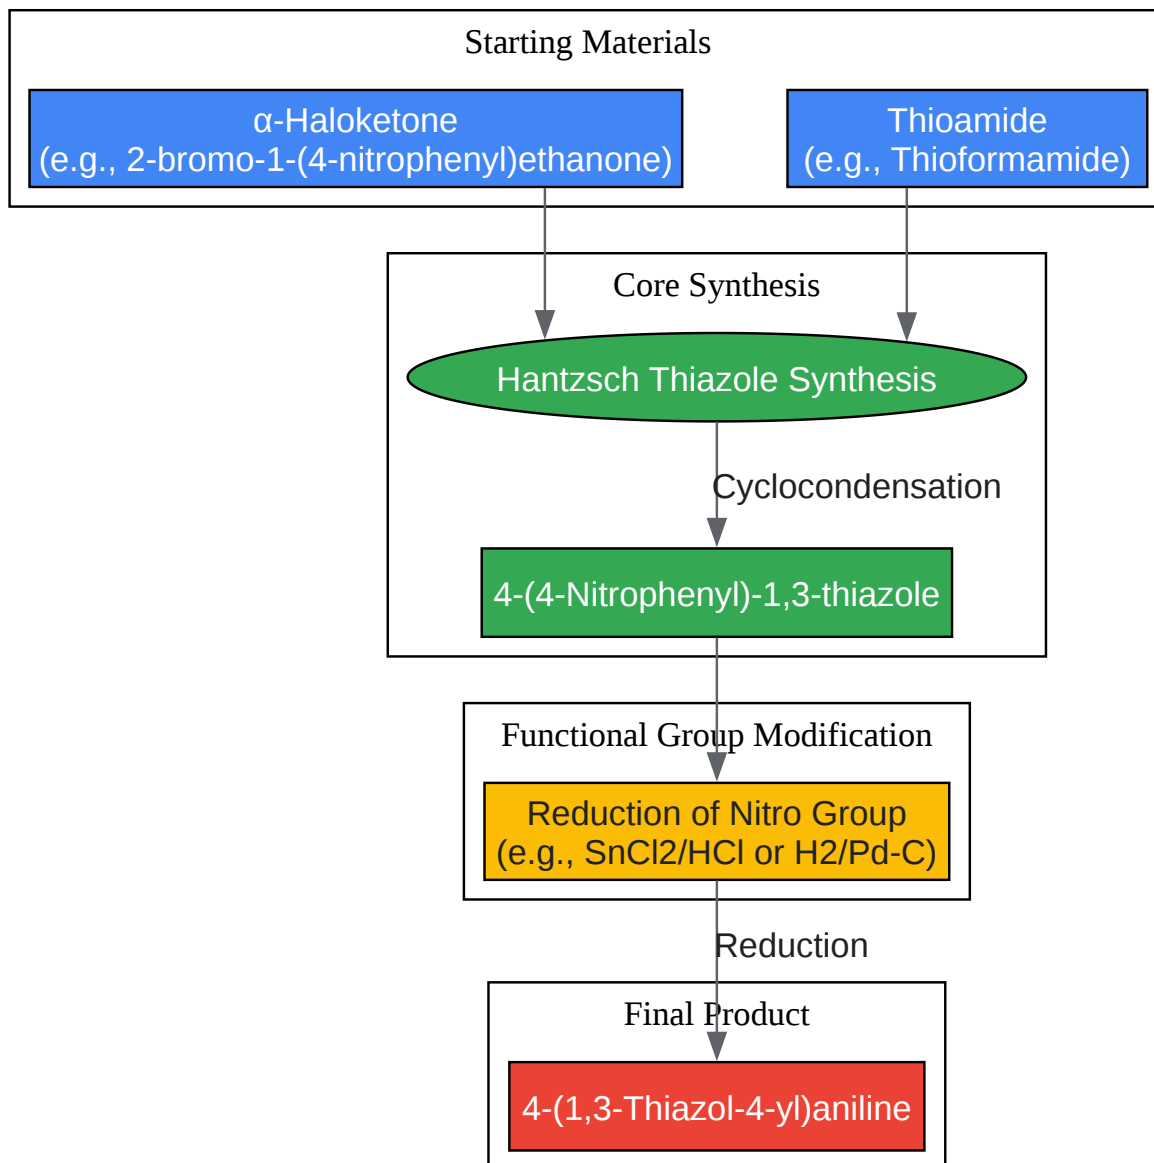 Starting Materials
α-Haloketone
(e.g., 2-bromo-1-(4-nitrophenyl)ethanone)
Thioamide
(e.g., Thioformamide)
Core Synthesis
Hantzsch Thiazole Synthesis
Cyclocondensation
4-(4-Nitrophenyl)-1,3-thiazole
Functional Group Modification
Reduction of Nitro Group
(e.g., SnCl2/HCl or H2/Pd-C)
Reduction
Final Product
4-(1,3-Thiazol-4-yl)aniline